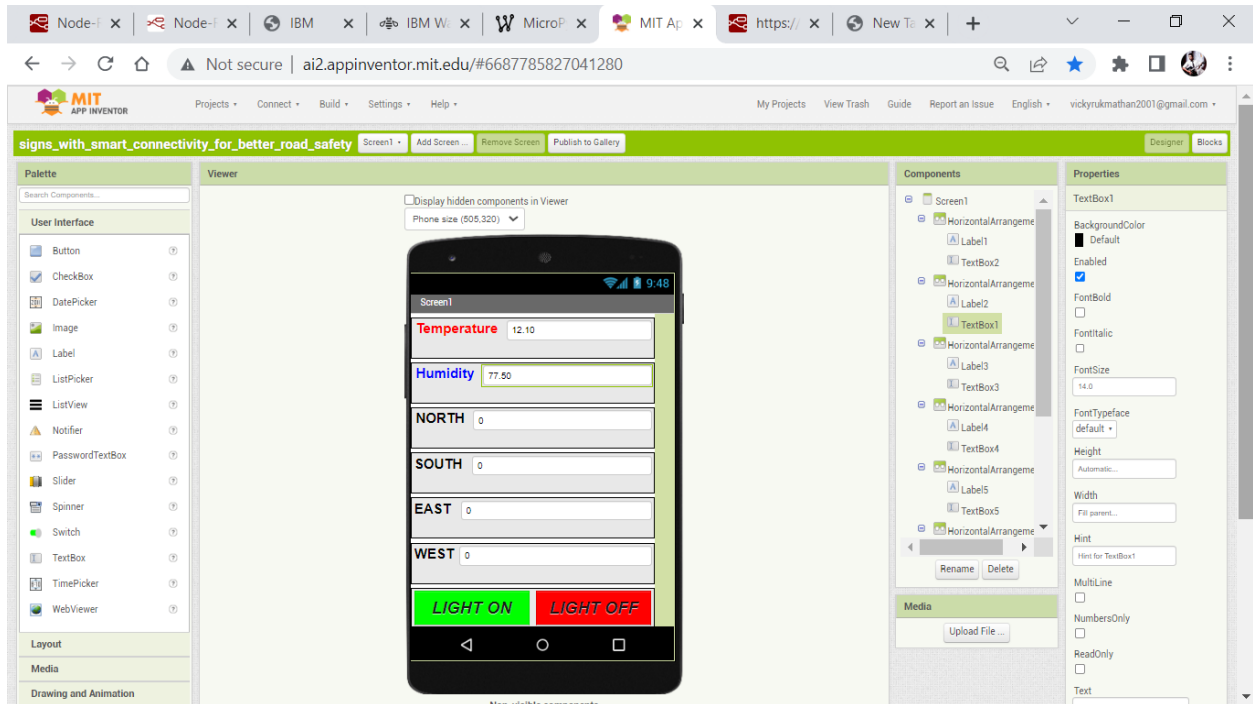 Node-F
Node-F
IBM
IBM Wa
MicroP
MIT Ap
https://
New Ta
Not secure | ai2.appinventor.mit.edu/#6687785827041280
MIT
APP INVENTOR
Projects
Connect
Build
Settings
Help
My Projects
View Trash
Guide
Report an Issue
English
vickyrukmathan2001@gmail.com
signs_with_smart_connectivity_for_better_road_safety
Screen1
Add Screen ...
Remove Screen
Publish to Gallery
Designer
Blocks
Palette
Search Components...
User Interface
Button
CheckBox
DatePicker
Image
Label
ListPicker
ListView
Notifier
PasswordTextBox
Slider
Spinner
Switch
TextBox
TimePicker
WebViewer
Layout
Media
Drawing and Animation
Viewer
Display hidden components in Viewer
Phone size (505,320)
9:48
Screen1
Temperature 12.10
Humidity 77.50
NORTH 0
SOUTH 0
EAST 0
WEST 0
LIGHT ON LIGHT OFF
Non-visible components
Components
Screen1
HorizontalArrangeme
Label1
TextBox2
HorizontalArrangeme
Label2
TextBox1
HorizontalArrangeme
Label3
TextBox3
HorizontalArrangeme
Label4
TextBox4
HorizontalArrangeme
Label5
TextBox5
HorizontalArrangeme
Rename Delete
Media
Upload File ...
Properties
TextBox1
BackgroundColor
Default
Enabled
FontBold
FontItalic
FontSize
14.0
FontTypeface
default
Height
Automatic...
Width
Fill parent...
Hint
Hint for TextBox1
MultiLine
NumbersOnly
ReadOnly
Text